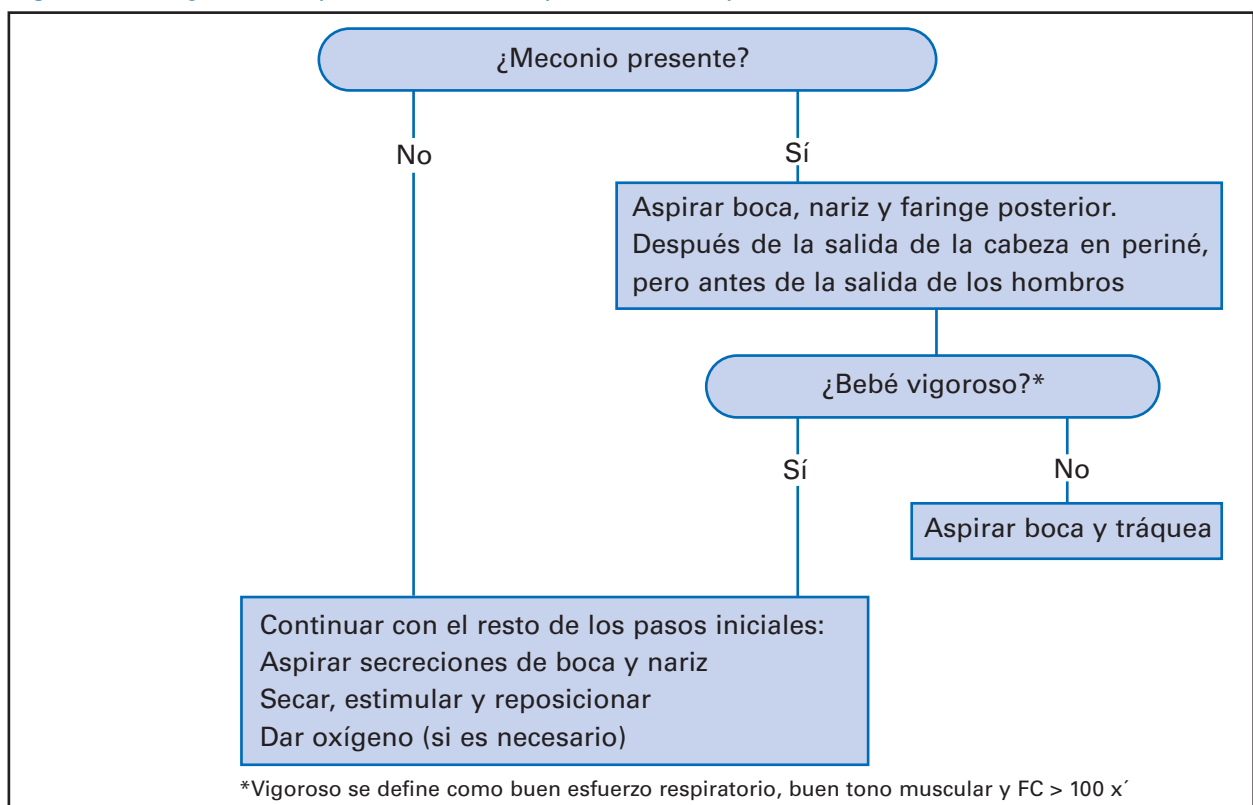 ¿Meconio presente?
No
Sí
Aspirar boca, nariz y faringe posterior.
Después de la salida de la cabeza en periné,
pero antes de la salida de los hombros
¿Bebé vigoroso?*
Sí
No
Aspirar boca y tráquea
Continuar con el resto de los pasos iniciales:
Aspirar secreciones de boca y nariz
Secar, estimular y reposicionar
Dar oxígeno (si es necesario)
*Vigoroso se define como buen esfuerzo respiratorio, buen tono muscular y FC > 100 x´